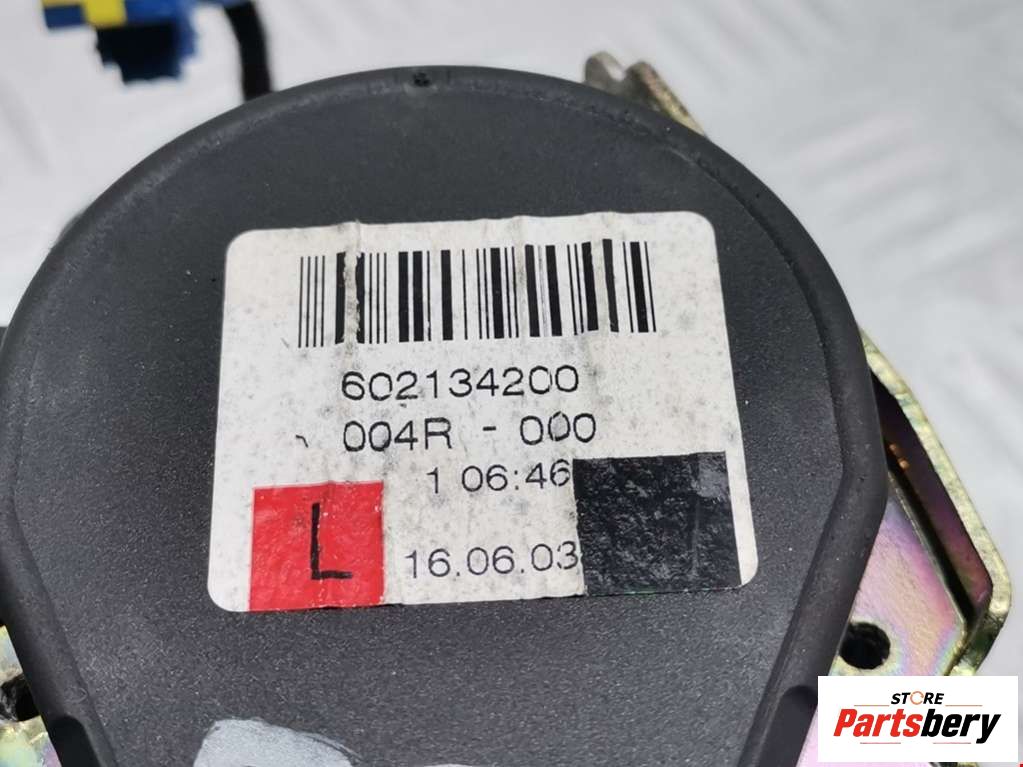 602134200
004R - 000
1 06:46
L 16.06.03
STORE
Partsbery